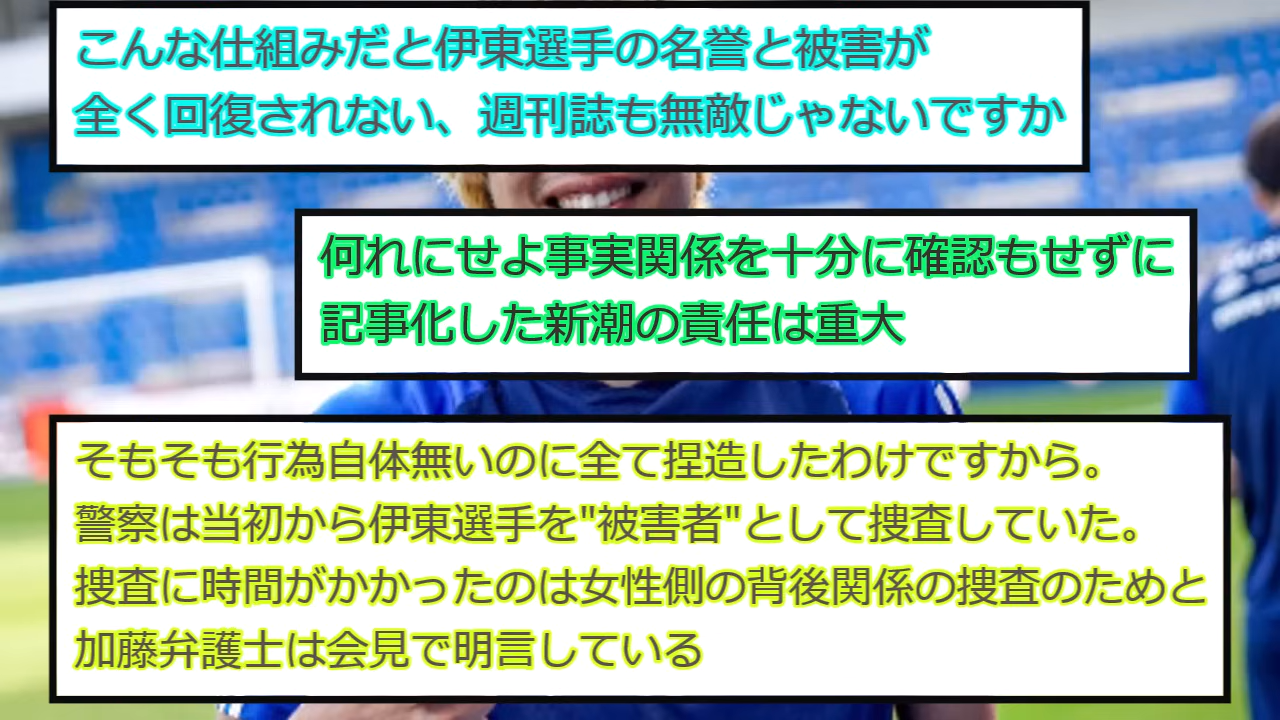 こんな仕組みだと伊東選手の名誉と被害が
全く回復されない、週刊誌も無敵じゃないですか
何れにせよ事実関係を十分に確認もせずに
記事化した新潮の責任は重大
そもそも行為自体無いのに全て捏造したわけですから。
警察は当初から伊東選手を"被害者"として捜査していた。
捜査に時間がかかったのは女性側の背後関係の捜査のためと
加藤弁護士は会見で明言している